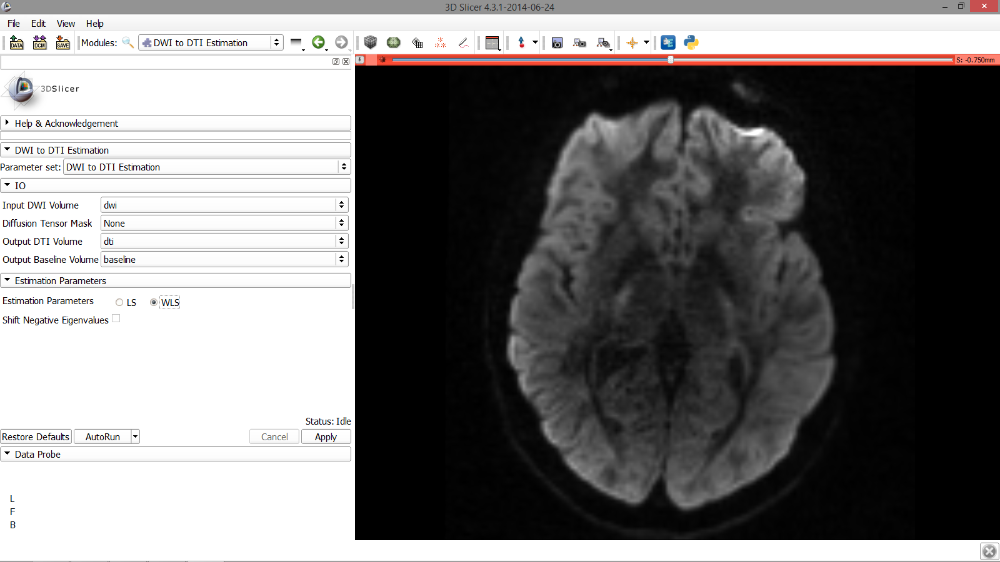 3D Slicer 4.3.1-2014-06-24
File Edit View Help
DATA DCM SAVE Modules: DWI to DTI Estimation
S: -0.750mm
3DSlicer
Help & Acknowledgement
DWI to DTI Estimation
Parameter set: DWI to DTI Estimation
IO
Input DWI Volume dwi
Diffusion Tensor Mask None
Output DTI Volume dti
Output Baseline Volume baseline
Estimation Parameters
Estimation Parameters LS WLS
Shift Negative Eigenvalues
Status: Idle
Restore Defaults AutoRun Cancel Apply
Data Probe
L
F
B